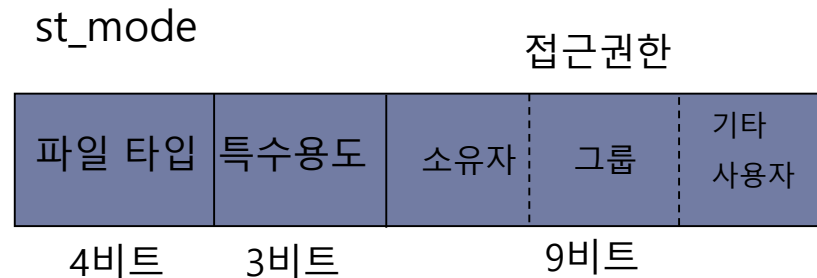 st_mode
접근권한
파일 타입
특수용도
소유자
그룹
기타
사용자
4비트
3비트
9비트